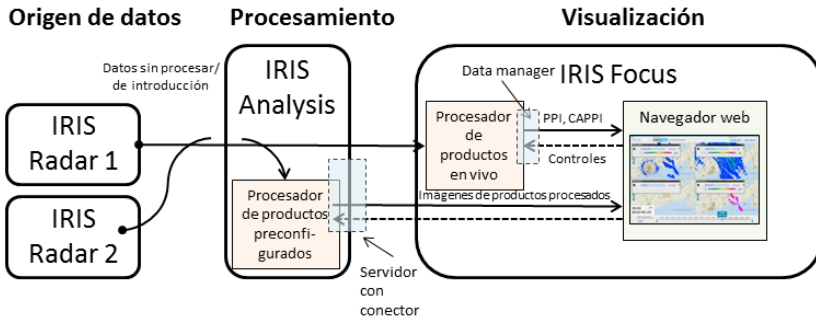 Origen de datos
Procesamiento
Visualización
Datos sin procesar/
de introducción
IRIS
Radar 1
IRIS
Radar 2
IRIS
Analysis
Procesador
de productos
preconfi-
gurados
Servidor
con
conector
Data manager
IRIS Focus
Procesador
de
productos
en vivo
PPI, CAPPI
Controles
Imágenes de productos procesados
Navegador web